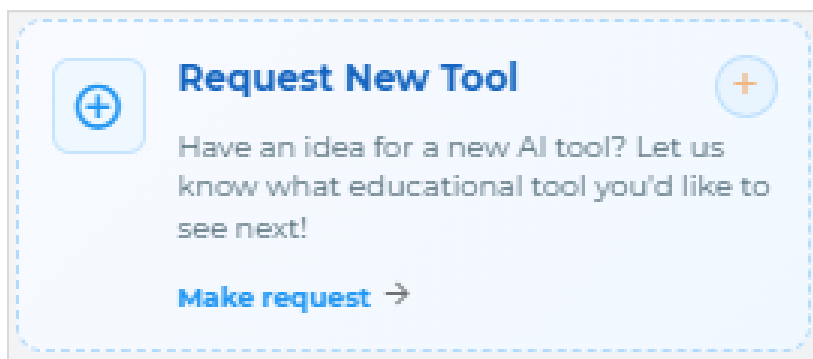 Request New Tool
Have an idea for a new AI tool? Let us
know what educational tool you'd like to
see next!
Make request →